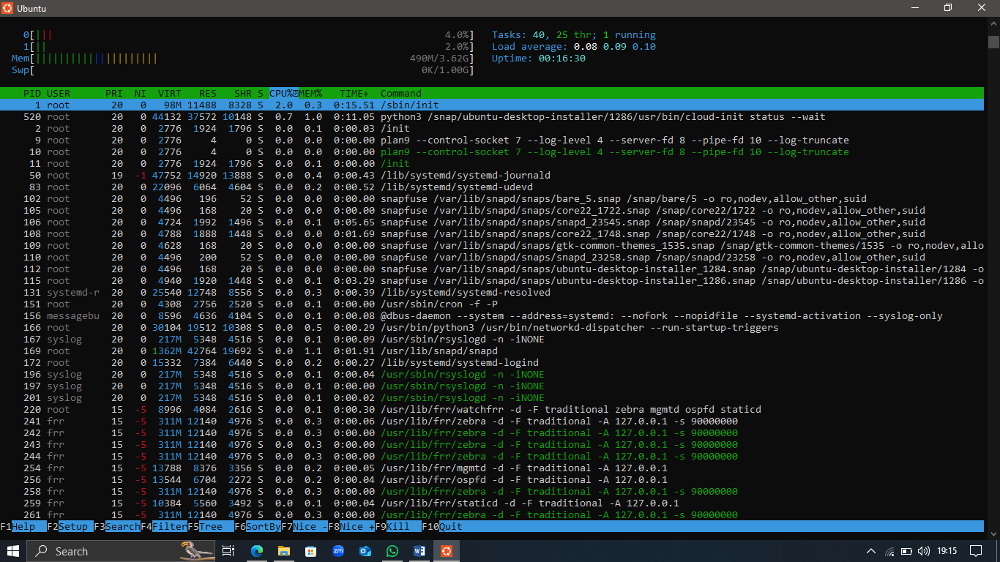 Ubuntu
0[||| 4.0%] Tasks: 40, 25 thr; 1 running
1[|| 2.0%] Load average: 0.08 0.09 0.10
Mem[||||||||||||||||||||| 490M/3.62G] Uptime: 00:16:30
Swp[ 0K/1.00G]
PID USER PRI NI VIRT RES SHR S CPU% MEM% TIME+ Command
1 root 20 0 98M 11488 8328 S 2.0 0.3 0:15.51 /sbin/init
520 root 20 0 44132 37572 10148 S 0.7 1.0 0:11.05 python3 /snap/ubuntu-desktop-installer/1286/usr/bin/cloud-init status --wait
2 root 20 0 2776 1924 1796 S 0.0 0.1 0:00.03 /init
9 root 20 0 2776 4 0 S 0.0 0.0 0:00.00 plan9 --control-socket 7 --log-level 4 --server-fd 8 --pipe-fd 10 --log-truncate
10 root 20 0 2776 4 0 S 0.0 0.0 0:00.00 plan9 --control-socket 7 --log-level 4 --server-fd 8 --pipe-fd 10 --log-truncate
11 root 20 0 2776 1924 1796 S 0.0 0.1 0:00.00 /init
50 root 19 -1 47752 14920 13888 S 0.0 0.4 0:00.43 /lib/systemd/systemd-journald
83 root 20 0 22096 6064 4604 S 0.0 0.2 0:00.52 /lib/systemd/systemd-udevd
102 root 20 0 4496 196 52 S 0.0 0.0 0:00.00 snapfuse /var/lib/snapd/snaps/bare_5.snap /snap/bare/5 -o ro,nodev,allow_other,suid
105 root 20 0 4496 168 20 S 0.0 0.0 0:00.00 snapfuse /var/lib/snapd/snaps/core22_1722.snap /snap/core22/1722 -o ro,nodev,allow_other,suid
106 root 20 0 4724 1992 1496 S 0.0 0.1 0:05.65 snapfuse /var/lib/snapd/snaps/snapd_23545.snap /snap/snapd/23545 -o ro,nodev,allow_other,suid
108 root 20 0 4788 1888 1448 S 0.0 0.0 0:01.69 snapfuse /var/lib/snapd/snaps/core22_1748.snap /snap/core22/1748 -o ro,nodev,allow_other,suid
109 root 20 0 4628 168 20 S 0.0 0.0 0:00.00 snapfuse /var/lib/snapd/snaps/gtk-common-themes_1535.snap /snap/gtk-common-themes/1535 -o ro,nodev,allo
110 root 20 0 4496 200 52 S 0.0 0.0 0:00.00 snapfuse /var/lib/snapd/snaps/snapd_23258.snap /snap/snapd/23258 -o ro,nodev,allow_other,suid
112 root 20 0 4496 168 20 S 0.0 0.0 0:00.00 snapfuse /var/lib/snapd/snaps/ubuntu-desktop-installer_1284.snap /snap/ubuntu-desktop-installer/1284 -o
115 root 20 0 4940 1920 1448 S 0.0 0.1 0:03.29 snapfuse /var/lib/snapd/snaps/ubuntu-desktop-installer_1286.snap /snap/ubuntu-desktop-installer/1286 -o
131 systemd-r 20 0 25540 12748 8556 S 0.0 0.3 0:00.39 /lib/systemd/systemd-resolved
151 root 20 0 4308 2756 2520 S 0.0 0.1 0:00.01 /usr/sbin/cron -f -P
156 messagebu 20 0 8596 4636 4104 S 0.0 0.1 0:00.08 @dbus-daemon --system --address=systemd: --nofork --nopidfile --systemd-activation --syslog-only
166 root 20 0 30104 19512 10308 S 0.0 0.5 0:00.29 /usr/bin/python3 /usr/bin/networkd-dispatcher --run-startup-triggers
167 syslog 20 0 217M 5348 4516 S 0.0 0.1 0:00.09 /usr/sbin/rsyslogd -n -iNONE
169 root 20 0 1362M 42764 19692 S 0.0 1.1 0:01.91 /usr/lib/snapd/snapd
172 root 20 0 15332 7384 6440 S 0.0 0.2 0:00.27 /lib/systemd/systemd-logind
196 syslog 20 0 217M 5348 4516 S 0.0 0.1 0:00.04 /usr/sbin/rsyslogd -n -iNONE
197 syslog 20 0 217M 5348 4516 S 0.0 0.1 0:00.00 /usr/sbin/rsyslogd -n -iNONE
201 syslog 20 0 217M 5348 4516 S 0.0 0.1 0:00.02 /usr/sbin/rsyslogd -n -iNONE
220 root 15 -5 8996 4084 2616 S 0.0 0.1 0:00.30 /usr/lib/frr/watchfrr -d -F traditional zebra mgmtd ospfd staticd
241 frr 15 -5 311M 12140 4976 S 0.0 0.3 0:00.06 /usr/lib/frr/zebra -d -F traditional -A 127.0.0.1 -s 90000000
242 frr 15 -5 311M 12140 4976 S 0.0 0.3 0:00.00 /usr/lib/frr/zebra -d -F traditional -A 127.0.0.1 -s 90000000
243 frr 15 -5 311M 12140 4976 S 0.0 0.3 0:00.00 /usr/lib/frr/zebra -d -F traditional -A 127.0.0.1 -s 90000000
244 frr 15 -5 311M 12140 4976 S 0.0 0.3 0:00.00 /usr/lib/frr/zebra -d -F traditional -A 127.0.0.1 -s 90000000
254 frr 15 -5 13788 8376 3356 S 0.0 0.2 0:00.05 /usr/lib/frr/mgmtd -d -F traditional -A 127.0.0.1
256 frr 15 -5 13544 6704 2272 S 0.0 0.2 0:00.04 /usr/lib/frr/ospfd -d -F traditional -A 127.0.0.1
258 frr 15 -5 311M 12140 4976 S 0.0 0.3 0:00.00 /usr/lib/frr/zebra -d -F traditional -A 127.0.0.1 -s 90000000
259 frr 15 -5 10384 5560 3492 S 0.0 0.1 0:00.04 /usr/lib/frr/staticd -d -F traditional -A 127.0.0.1
261 frr 15 -5 311M 12140 4976 S 0.0 0.3 0:00.00 /usr/lib/frr/zebra -d -F traditional -A 127.0.0.1 -s 90000000
F1Help F2Setup F3SearchF4FilterF5Tree F6SortByF7Nice -F8Nice +F9Kill F10Quit
Search zm W 19:15